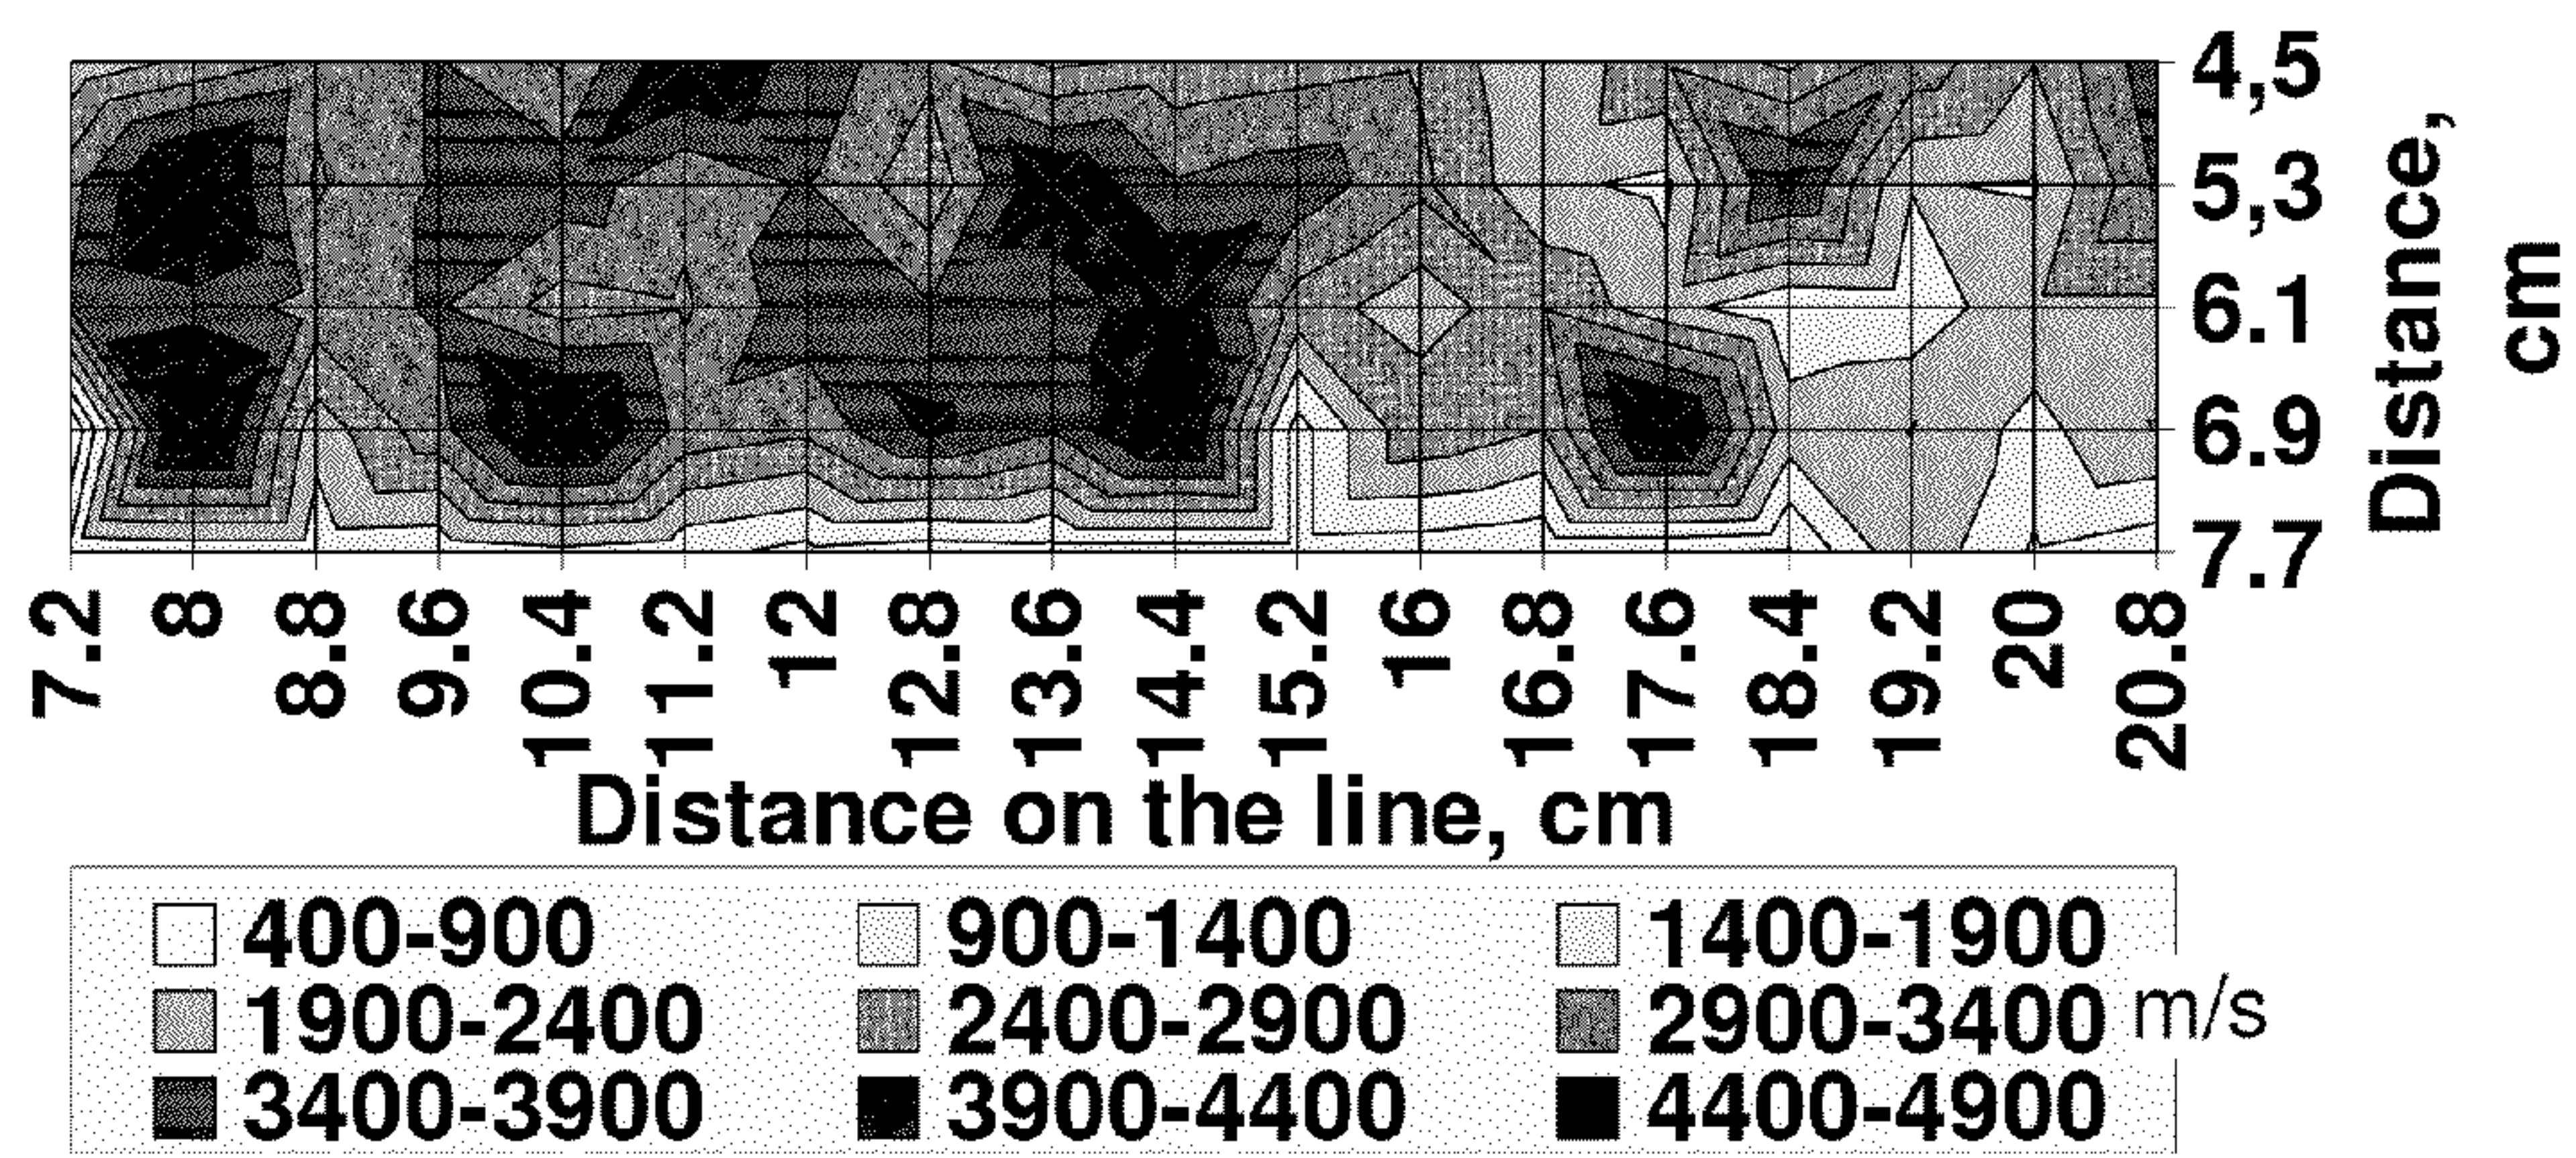 4,5
5,3
6.1
6.9
7.7
Distance,
cm
7.2 8 8.8 9.6 10.4 11.2 12 12.8 13.6 14.4 15.2 16 16.8 17.6 18.4 19.2 20 20.8
Distance on the line, cm
400-900 900-1400 1400-1900
1900-2400 2400-2900 2900-3400 m/s
3400-3900 3900-4400 4400-4900